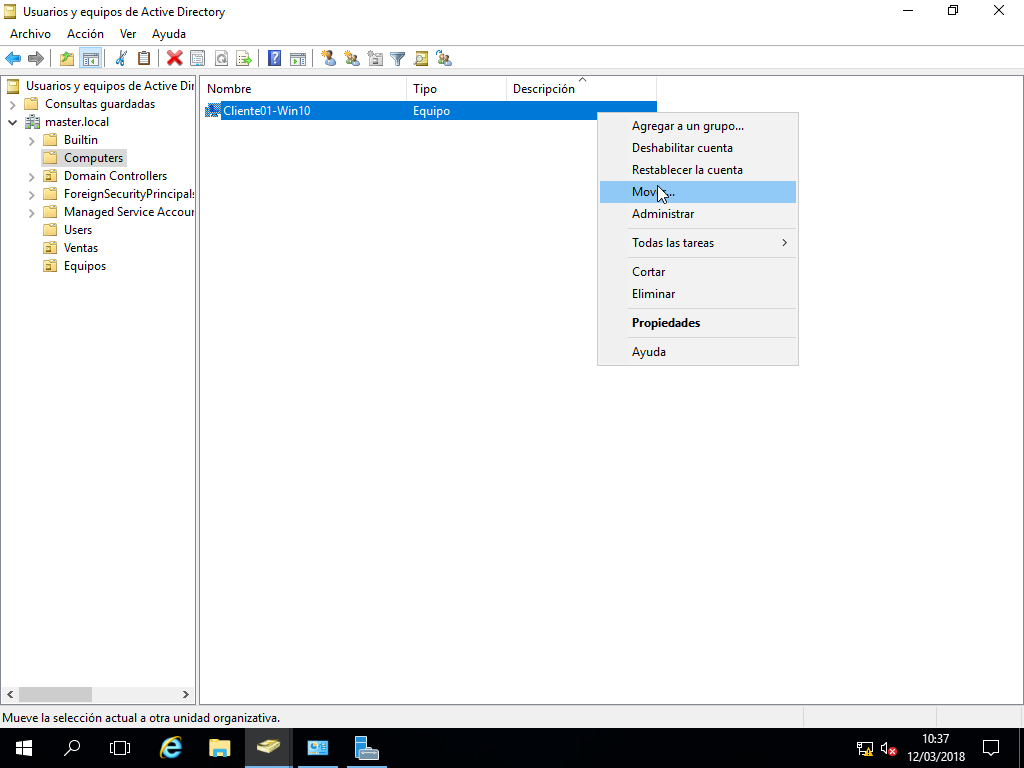 Usuarios y equipos de Active Directory
Archivo Acción Ver Ayuda
Usuarios y equipos de Active Dir
Consultas guardadas
master.local
Builtin
Computers
Domain Controllers
ForeignSecurityPrincipals
Managed Service Accour
Users
Ventas
Equipos
Nombre Tipo Descripción
Cliente01-Win10 Equipo
Agregar a un grupo...
Deshabilitar cuenta
Restablecer la cuenta
Mover...
Administrar
Todas las tareas
Cortar
Eliminar
Propiedades
Ayuda
Mueve la selección actual a otra unidad organizativa.
10:37
12/03/2018